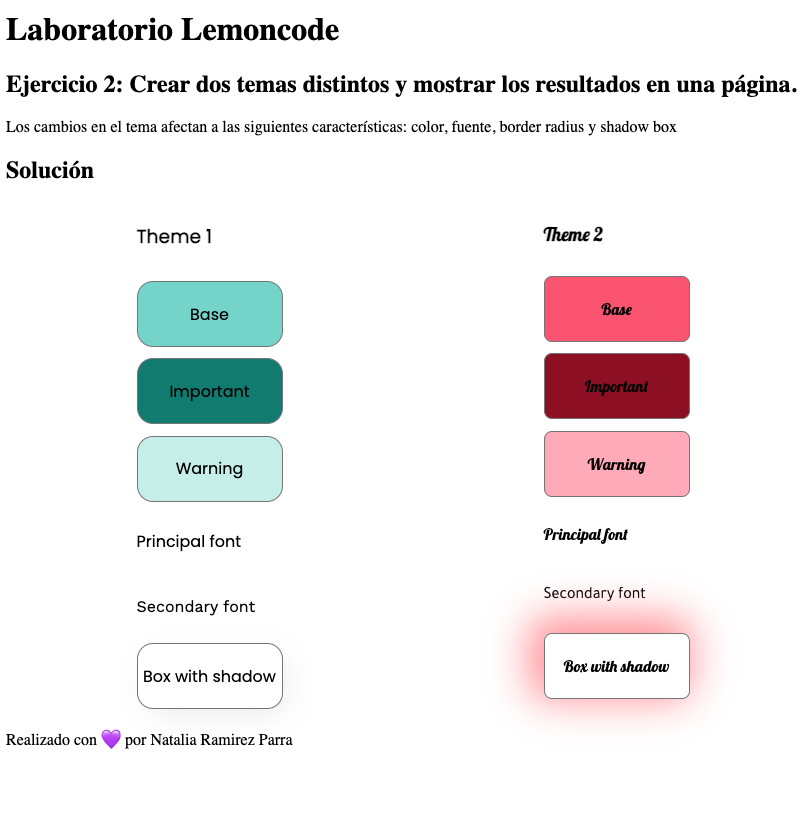 Laboratorio Lemoncode
Ejercicio 2: Crear dos temas distintos y mostrar los resultados en una página.
Los cambios en el tema afectan a las siguientes características: color, fuente, border radius y shadow box
Solución
Theme 1
Base
Important
Warning
Principal font
Secondary font
Box with shadow
Theme 2
Base
Important
Warning
Principal font
Secondary font
Box with shadow
Realizado con 💜 por Natalia Ramirez Parra